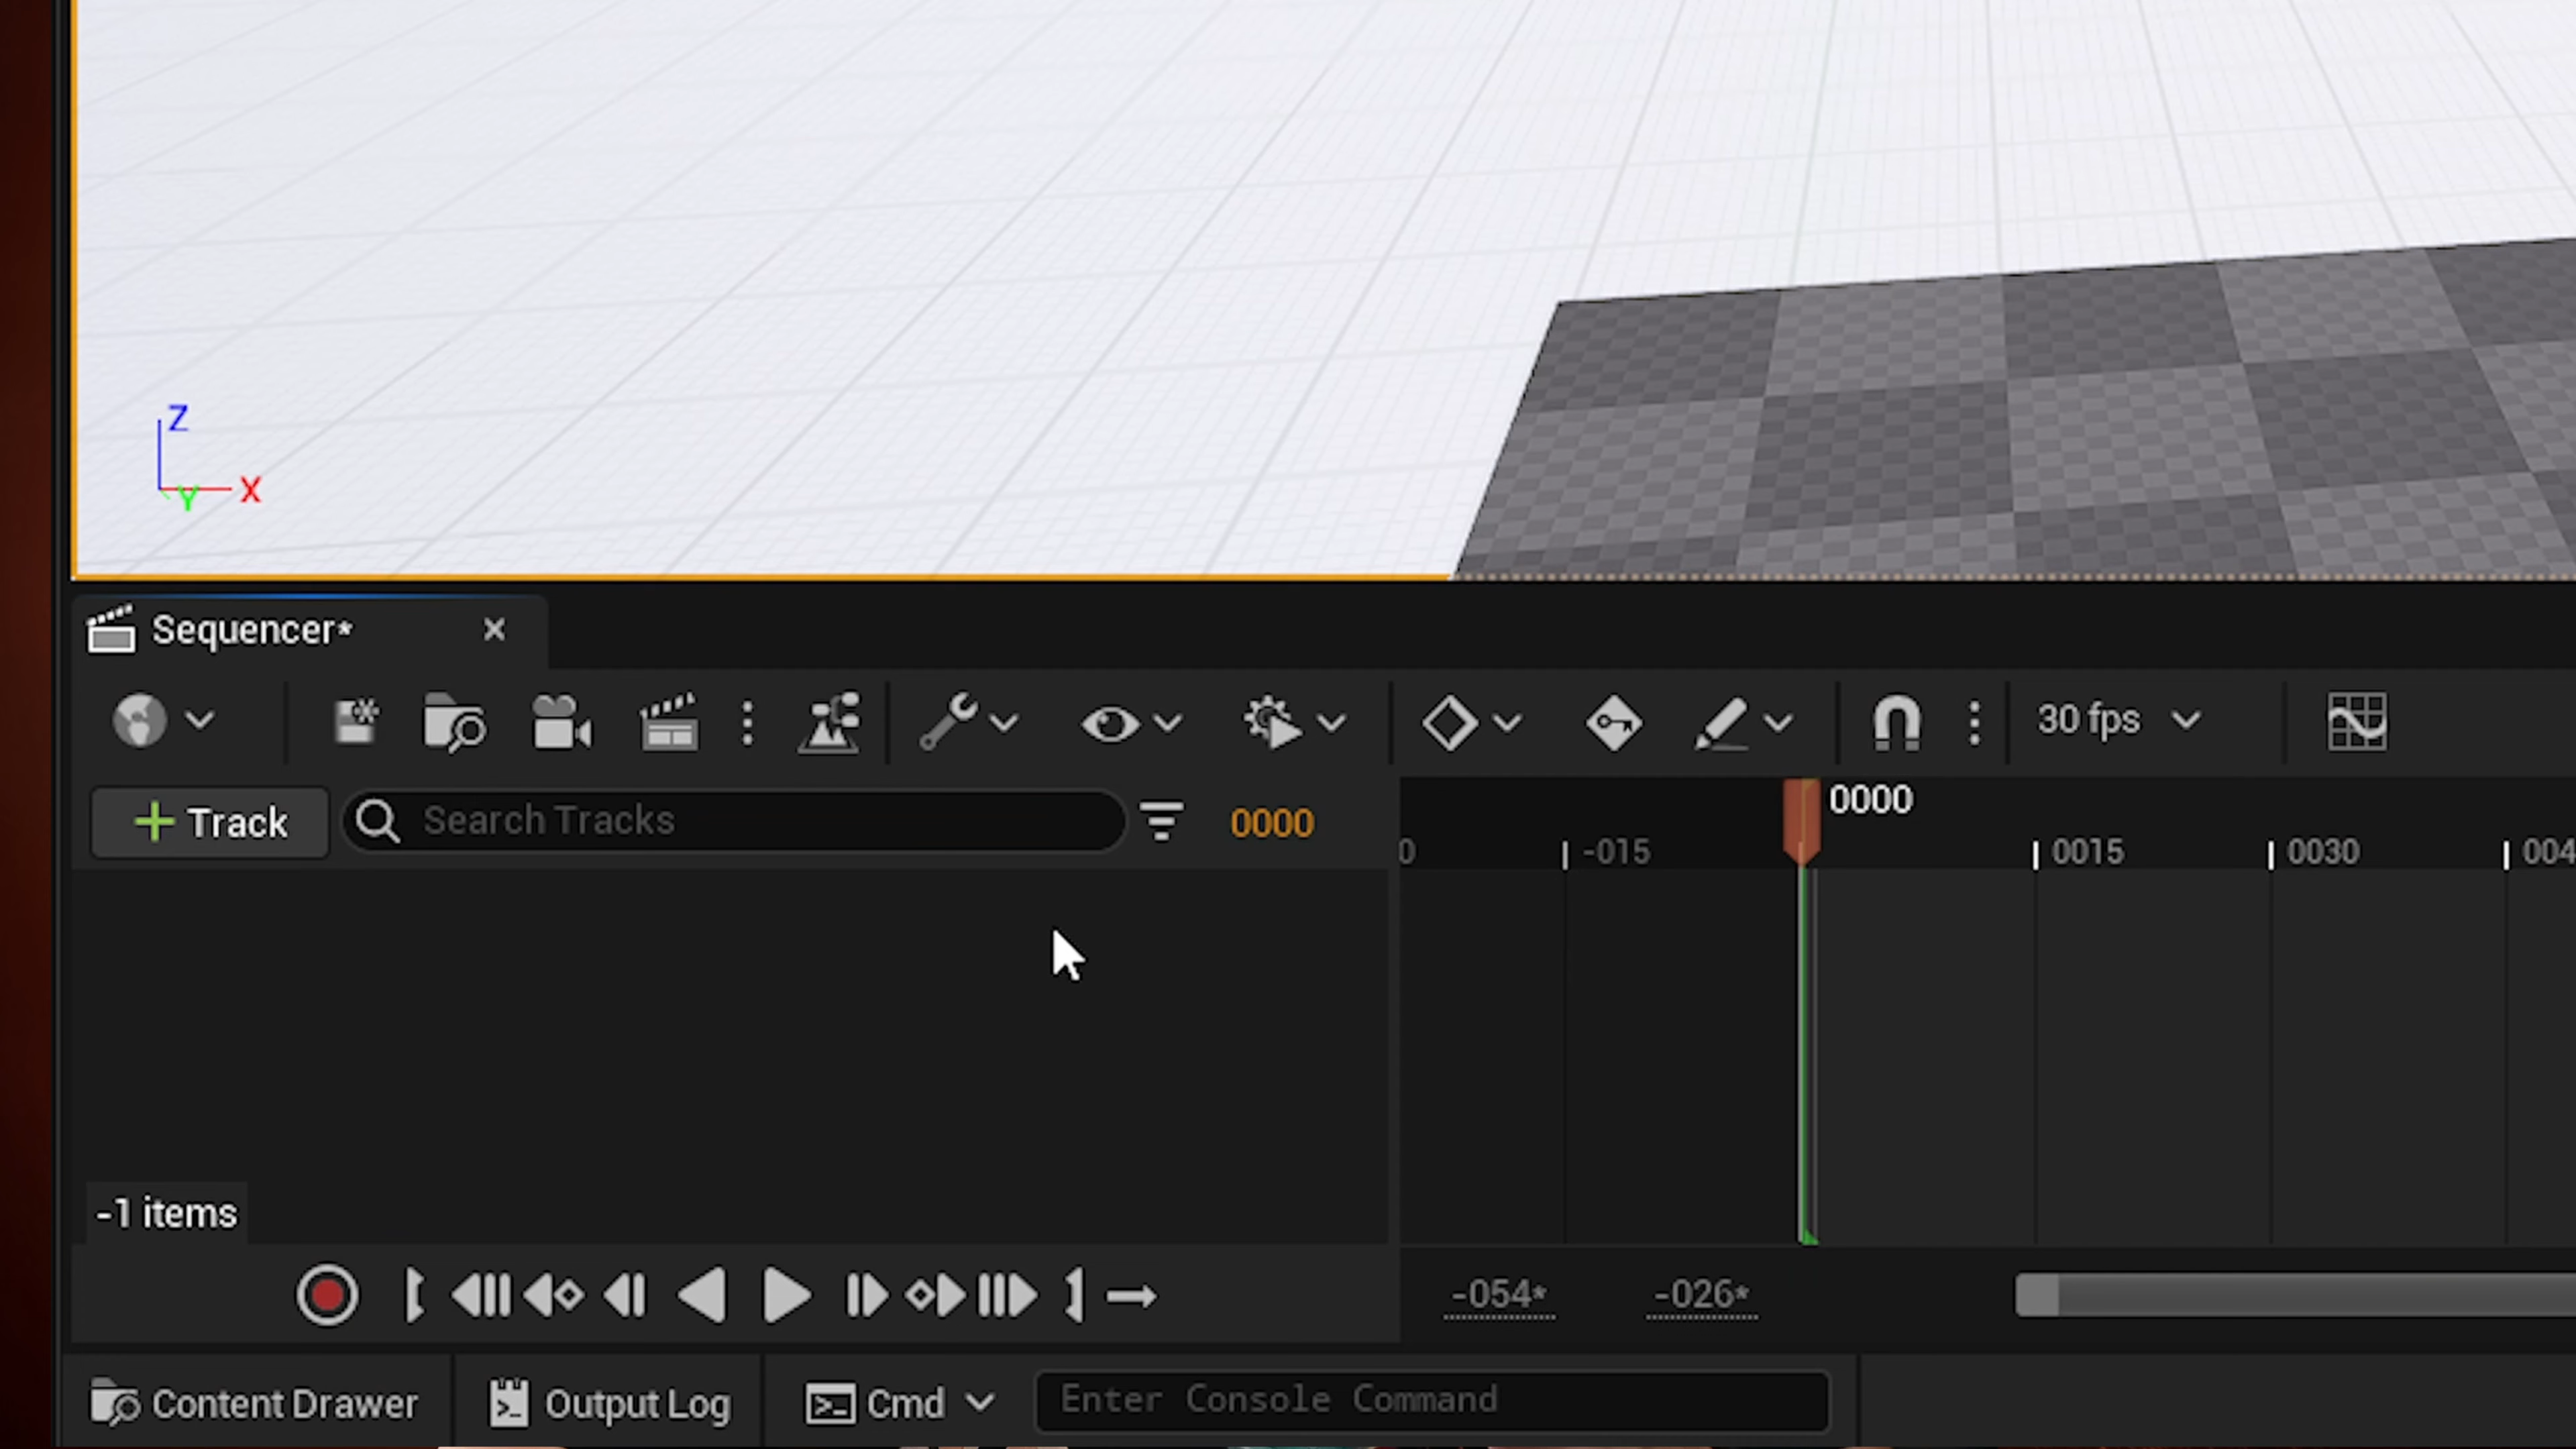 Z
Y X
Sequencer*
30 fps
Track
Search Tracks
0000
0000
0
-015
0015
0030
004
-1 items
-054*
-026*
Content Drawer
Output Log
Cmd
Enter Console Command